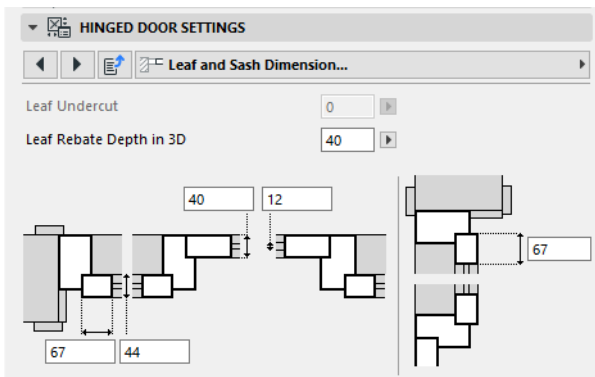 HINGED DOOR SETTINGS
Leaf and Sash Dimension...
Leaf Undercut 0
Leaf Rebate Depth in 3D 40
40 12
67
67 44